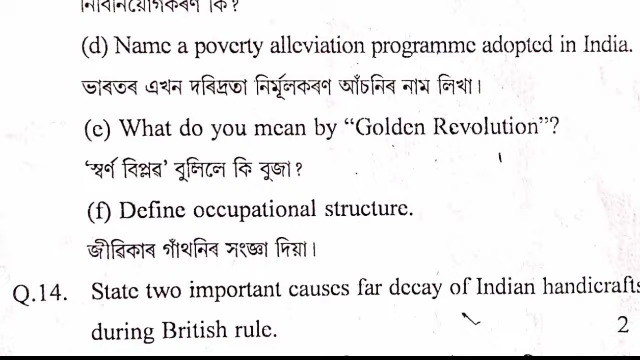 নিবিনিয়োগিকৰণ কি?
(d) Name a poverty alleviation programme adopted in India.
ভাৰতৰ এখন দৰিদ্ৰতা নিৰ্মূলকৰণ আঁচনিৰ নাম লিখা।
(e) What do you mean by “Golden Revolution”?
‘স্বৰ্ণ বিপ্লৱ’ বুলিলে কি বুজা?
(f) Define occupational structure.
জীৱিকাৰ গাঁথনিৰ সংজ্ঞা দিয়া।
Q.14. State two important causes far decay of Indian handicrafts
during British rule. 2